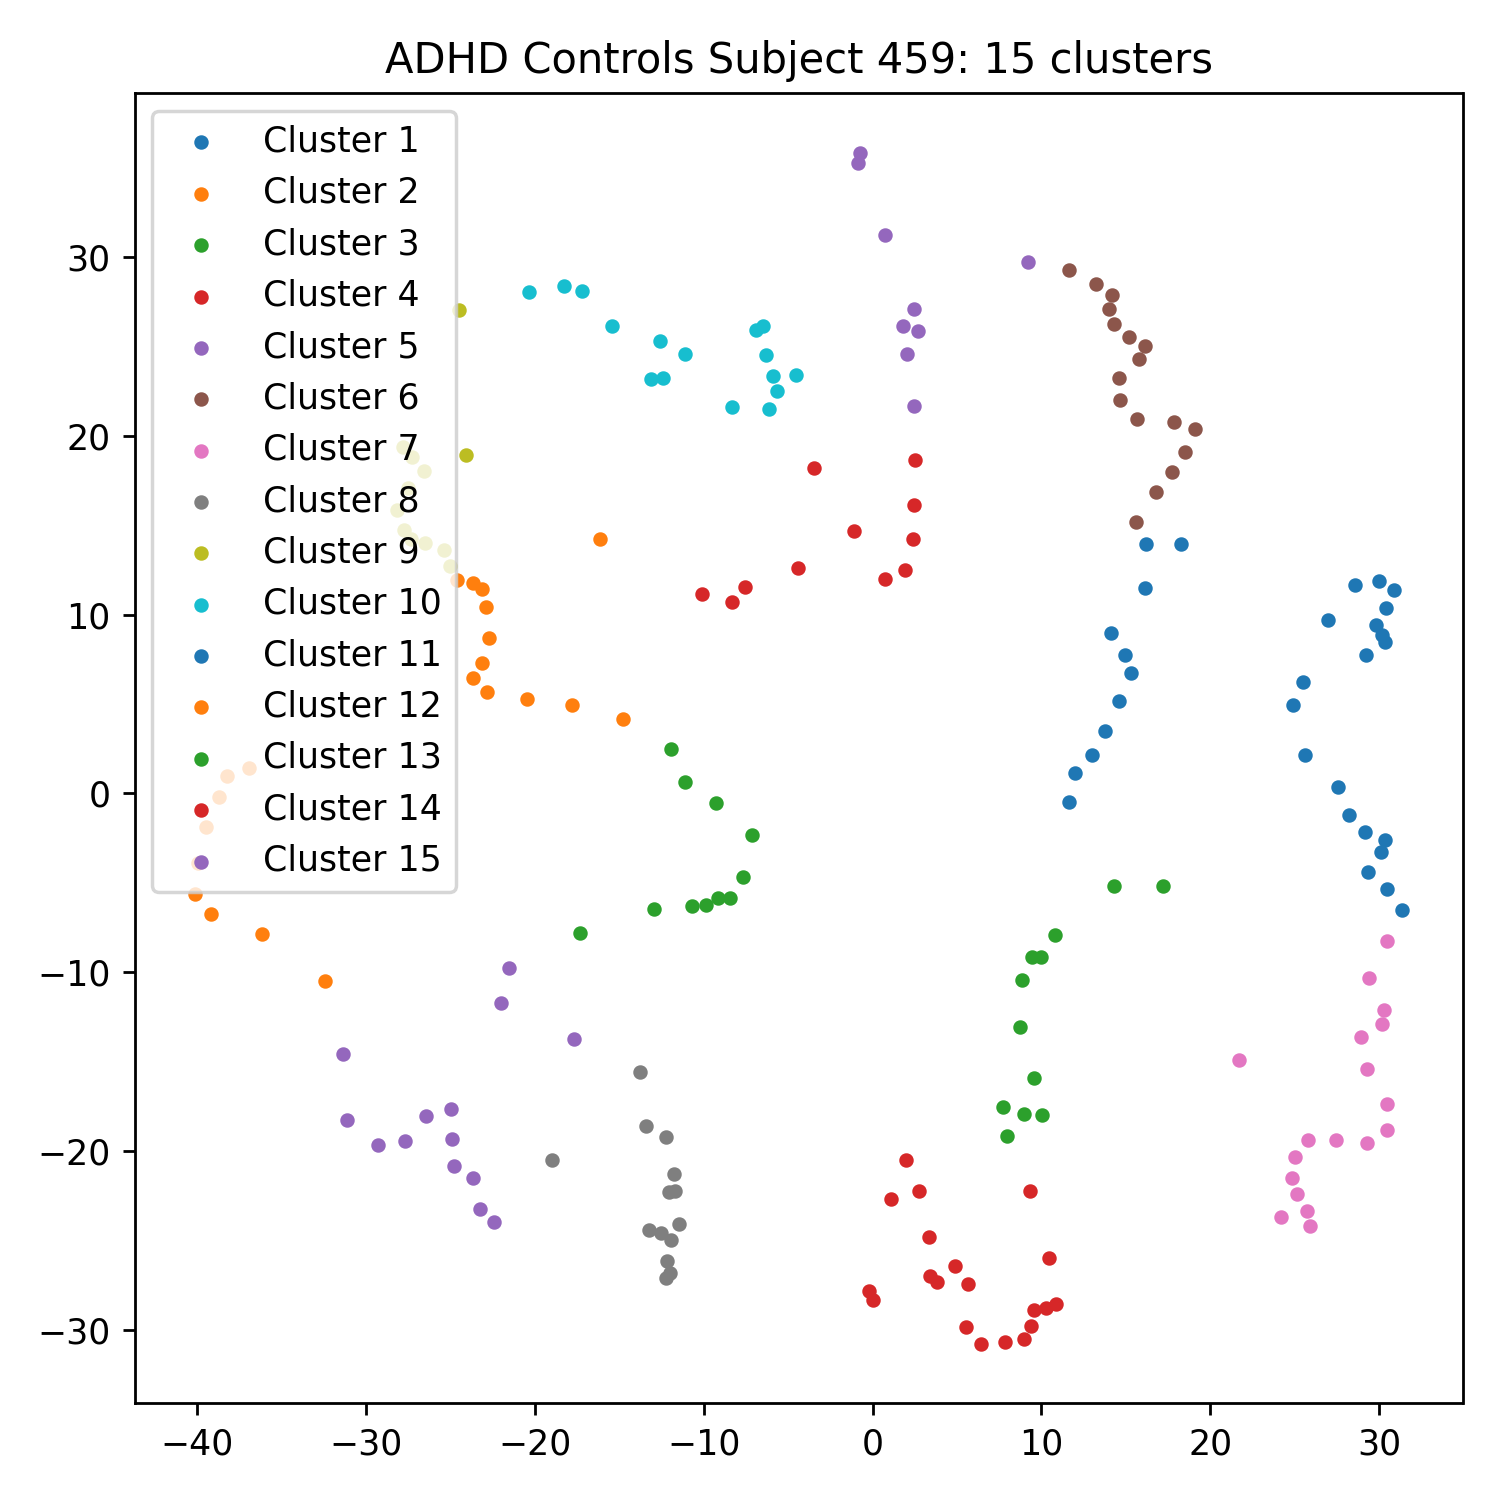 ADHD Controls Subject 459: 15 clusters
Cluster 1
Cluster 2
Cluster 3
Cluster 4
Cluster 5
Cluster 6
Cluster 7
Cluster 8
Cluster 9
Cluster 10
Cluster 11
Cluster 12
Cluster 13
Cluster 14
Cluster 15
30
20
10
0
−10
−20
−30
−40 −30 −20 −10 0 10 20 30